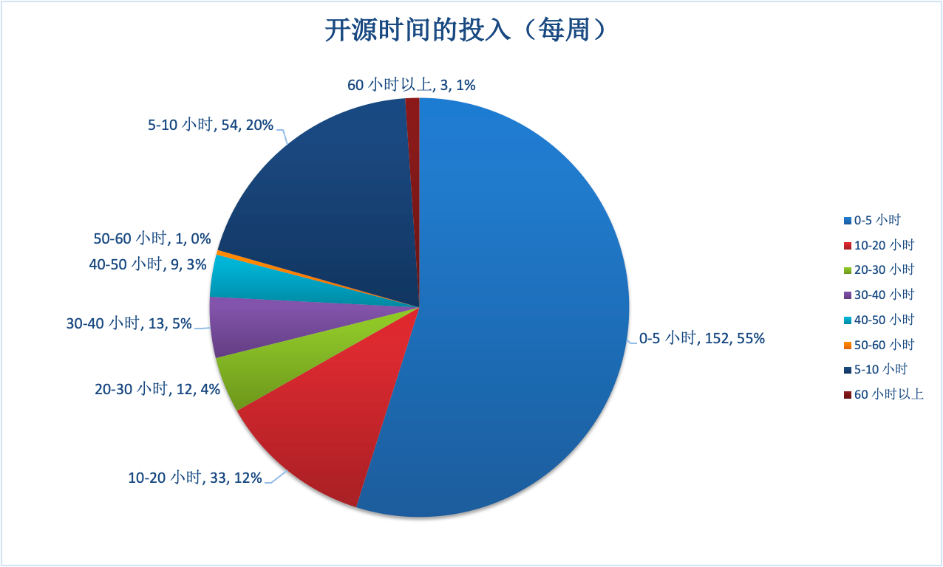 开源时间的投入（每周）
60 小时以上, 3, 1%
5-10 小时, 54, 20%
50-60 小时, 1, 0%
40-50 小时, 9, 3%
30-40 小时, 13, 5%
20-30 小时, 12, 4%
10-20 小时, 33, 12%
0-5 小时, 152, 55%
0-5 小时
10-20 小时
20-30 小时
30-40 小时
40-50 小时
50-60 小时
5-10 小时
60 小时以上